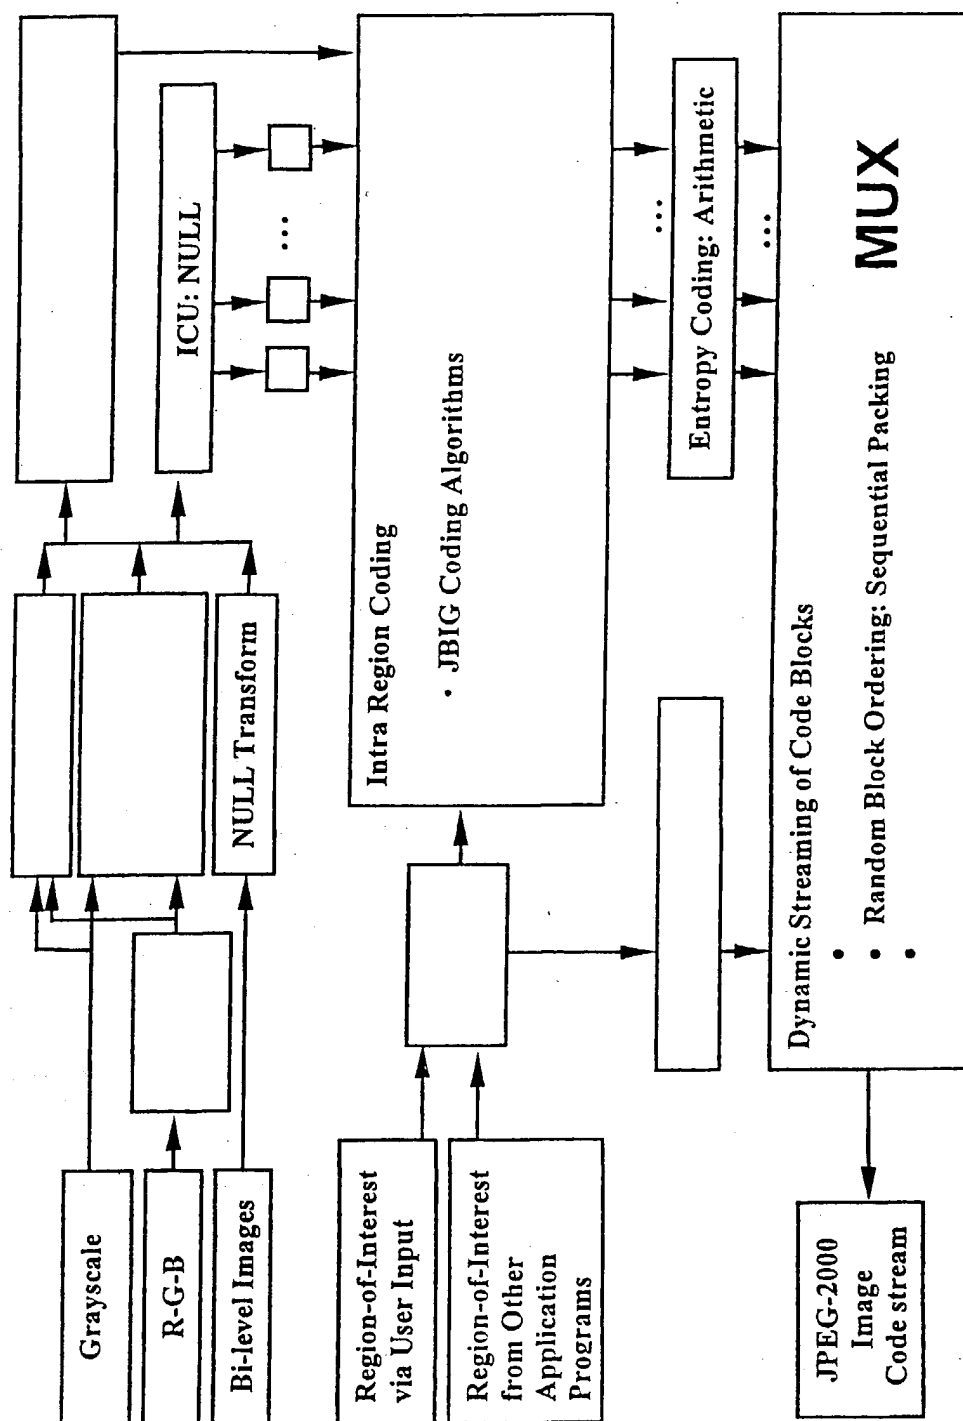 Grayscale
R-G-B
Bi-level Images
NULL Transform
ICU: NULL
...
Region-of-Interest
via User Input
Region-of-Interest
from Other
Application
Programs
Intra Region Coding
• JBIG Coding Algorithms
...
Entropy Coding: Arithmetic
...
Dynamic Streaming of Code Blocks
•
• Random Block Ordering: Sequential Packing
•
MUX
JPEG-2000
Image
Code stream